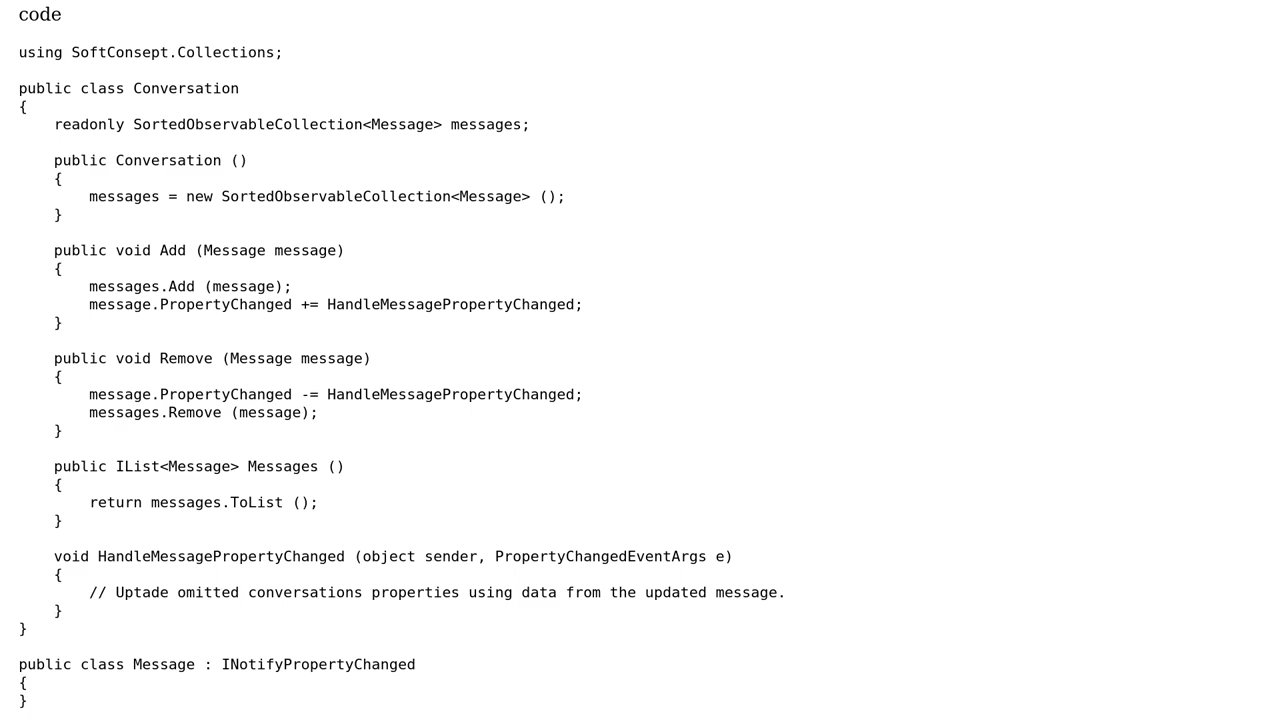 code
using SoftConsept.Collections;
public class Conversation
{
    readonly SortedObservableCollection<Message> messages;
    public Conversation ()
    {
        messages = new SortedObservableCollection<Message> ();
    }
    public void Add (Message message)
    {
        messages.Add (message);
        message.PropertyChanged += HandleMessagePropertyChanged;
    }
    public void Remove (Message message)
    {
        message.PropertyChanged -= HandleMessagePropertyChanged;
        messages.Remove (message);
    }
    public IList<Message> Messages ()
    {
        return messages.ToList ();
    }
    void HandleMessagePropertyChanged (object sender, PropertyChangedEventArgs e)
    {
        // Uptade omitted conversations properties using data from the updated message.
    }
}
public class Message : INotifyPropertyChanged
{
}